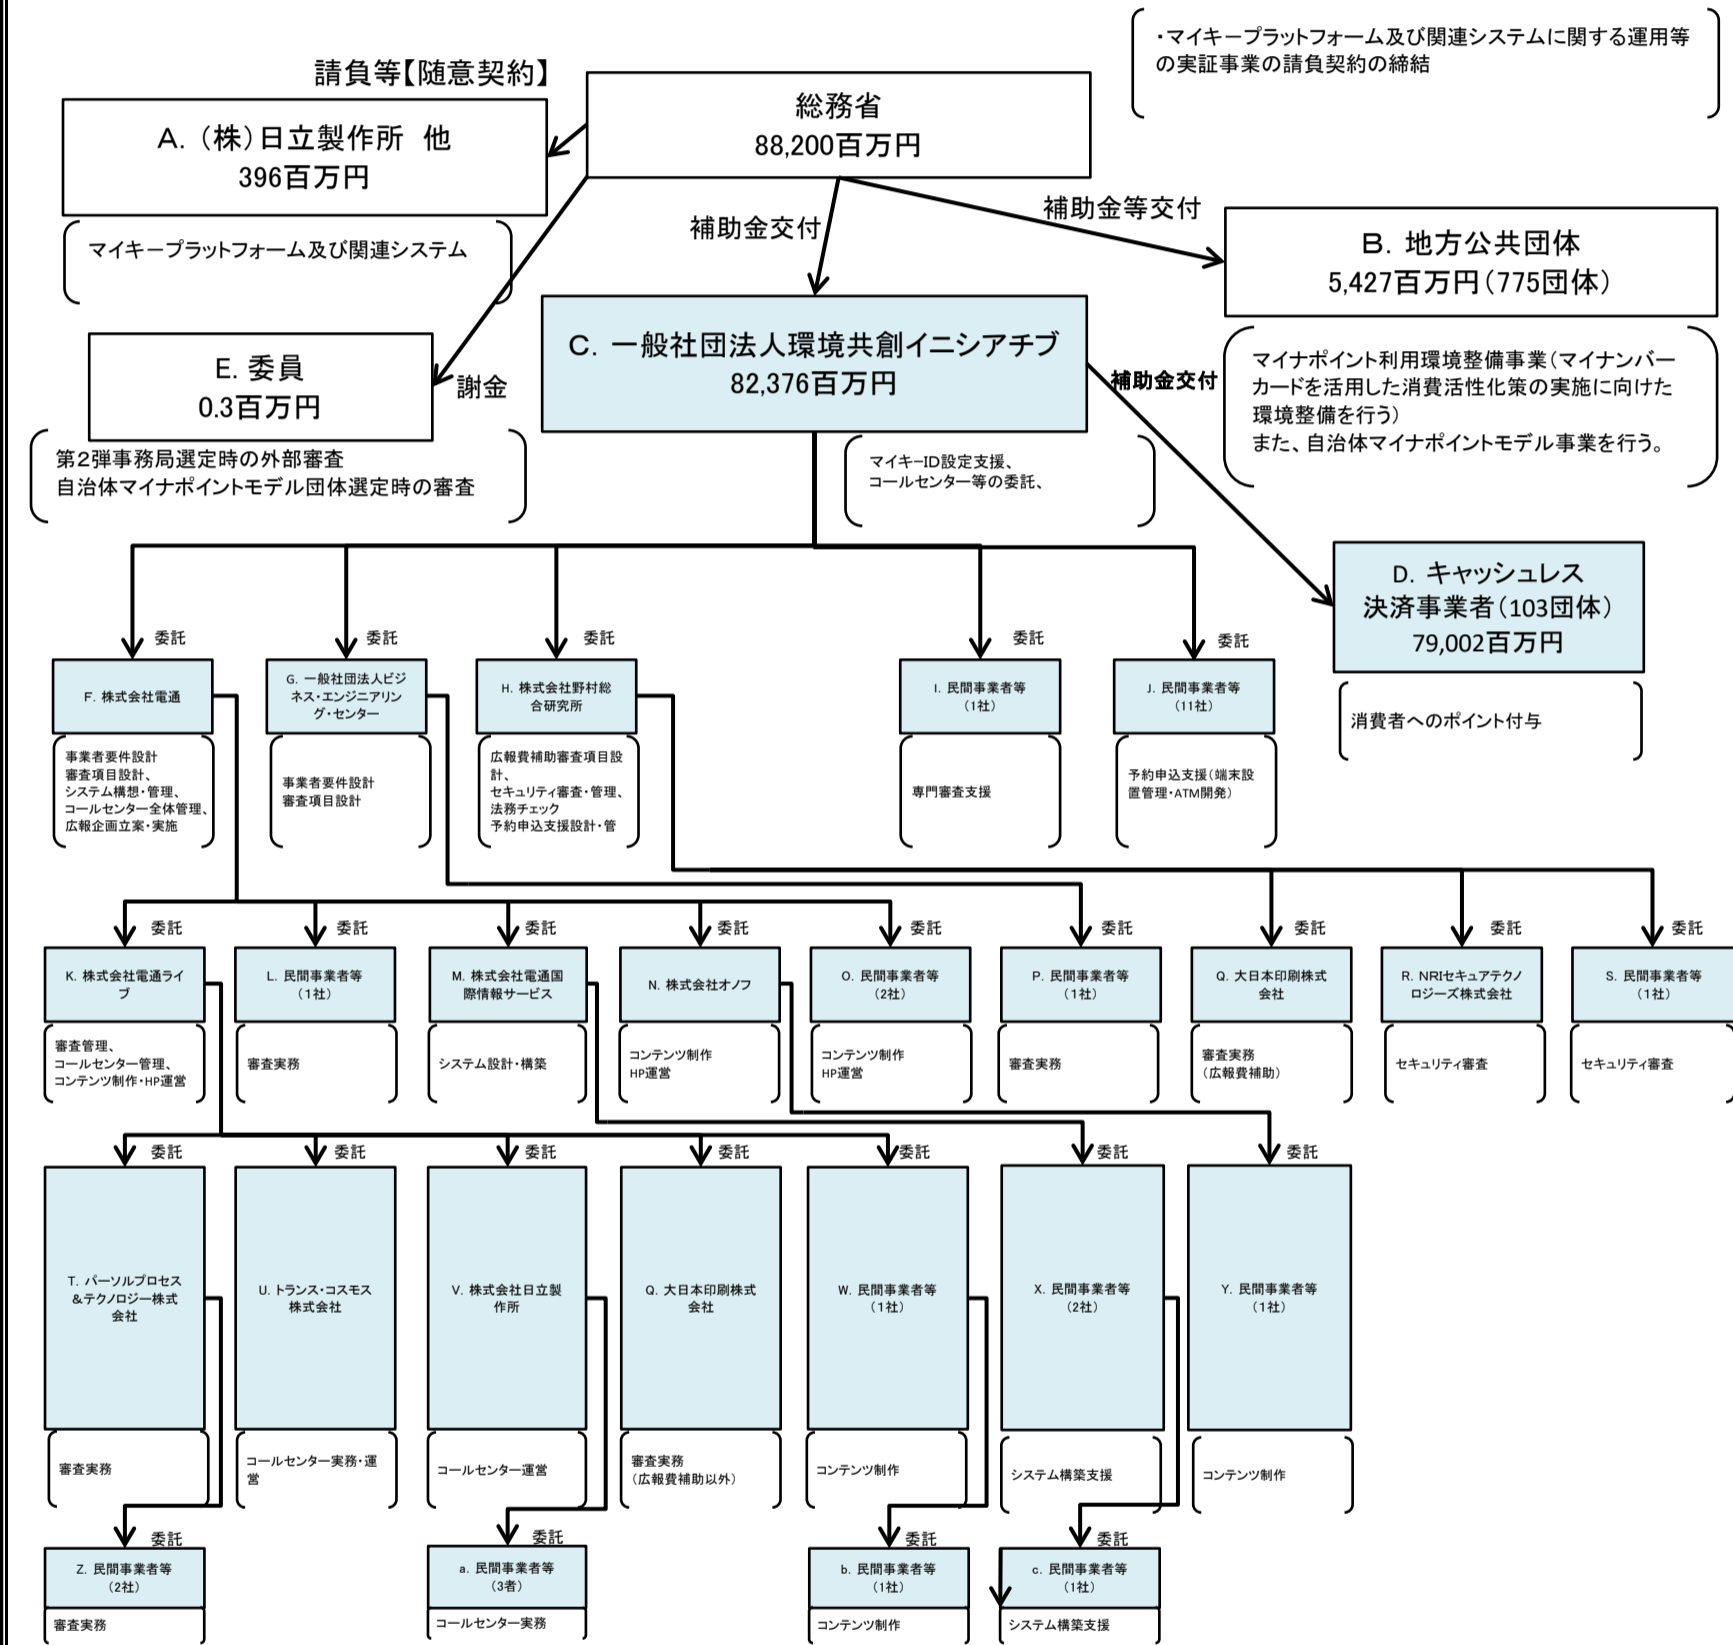 ・マイキープラットフォーム及び関連システムに関する運用等
の実証事業の請負契約の締結
請負等【随意契約】
総務省
88,200百万円
A.（株）日立製作所 他
396百万円
マイキープラットフォーム及び関連システム
補助金交付
補助金等交付
B. 地方公共団体
5,427百万円（775団体）
マイナポイント利用環境整備事業（マイナンバー
カードを活用した消費活性化策の実施に向けた
環境整備を行う）
また、自治体マイナポイントモデル事業を行う。
E. 委員
0.3百万円
謝金
第２弾事務局選定時の外部審査
自治体マイナポイントモデル団体選定時の審査
C. 一般社団法人環境共創イニシアチブ
82,376百万円
補助金交付
マイキーID設定支援、
コールセンター等の委託、
D. キャッシュレス
決済事業者（103団体）
79,002百万円
消費者へのポイント付与
委託
委託
委託
委託
委託
F. 株式会社電通
G. 一般社団法人ビジ
ネス・エンジニアリン
グ・センター
H. 株式会社野村総
合研究所
I. 民間事業者等
（1社）
J. 民間事業者等
（11社）
事業者要件設計
審査項目設計、
システム構想・管理、
コールセンター全体管理、
広報企画立案・実施
事業者要件設計
審査項目設計
広報費補助審査項目設
計、
セキュリティ審査・管理、
法務チェック
予約申込支援設計・管
専門審査支援
予約申込支援（端末設
置管理・ATM開発）
委託
委託
委託
委託
委託
委託
委託
委託
委託
K. 株式会社電通ライ
ブ
L. 民間事業者等
（1社）
M. 株式会社電通国
際情報サービス
N. 株式会社オノフ
O. 民間事業者等
（2社）
P. 民間事業者等
（1社）
Q. 大日本印刷株式
会社
R. NRIセキュアテクノ
ロジーズ株式会社
S. 民間事業者等
（1社）
審査管理、
コールセンター管理、
コンテンツ制作・HP運営
審査実務
システム設計・構築
コンテンツ制作
HP運営
コンテンツ制作
HP運営
審査実務
審査実務
（広報費補助）
セキュリティ審査
セキュリティ審査
委託
委託
委託
委託
委託
委託
委託
T. パーソルプロセス
＆テクノロジー株式
会社
U. トランス・コスモス
株式会社
V. 株式会社日立製
作所
Q. 大日本印刷株式
会社
W. 民間事業者等
（1社）
X. 民間事業者等
（2社）
Y. 民間事業者等
（1社）
審査実務
コールセンター実務・運
営
コールセンター運営
審査実務
（広報費補助以外）
コンテンツ制作
システム構築支援
コンテンツ制作
委託
委託
委託
委託
Z. 民間事業者等
（2社）
a. 民間事業者等
（3者）
b. 民間事業者等
（1社）
c. 民間事業者等
（1社）
審査実務
コールセンター実務
コンテンツ制作
システム構築支援